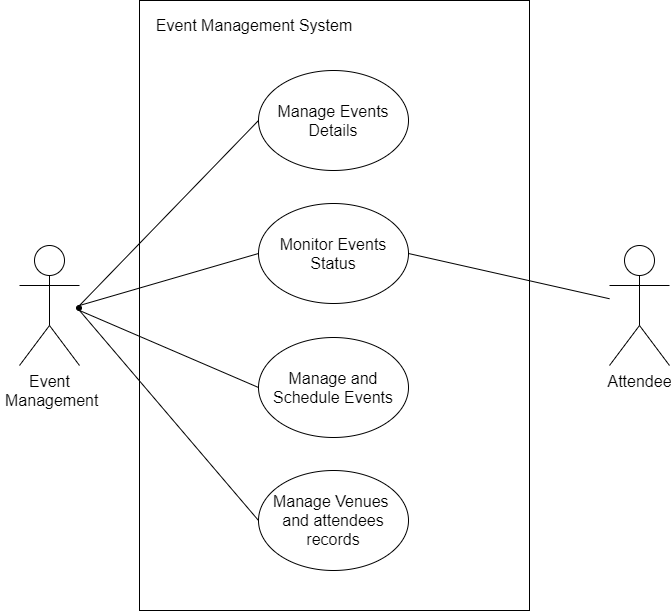 Event Management System
Manage Events
Details
Monitor Events
Status
Manage and
Schedule Events
Manage Venues
and attendees
records
Event
Management
Attendee